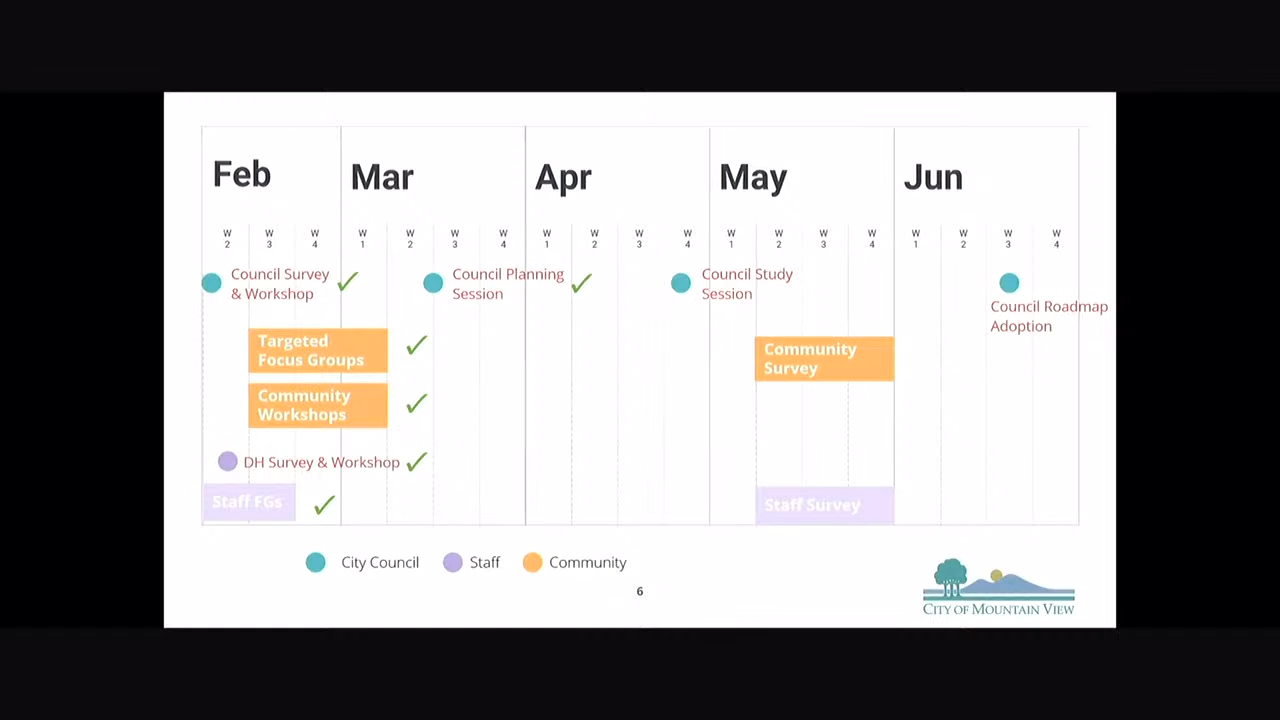 Feb Mar Apr May Jun
W 2 W 3 W 4 W 1 W 2 W 3 W 4 W 1 W 2 W 3 W 4 W 1 W 2 W 3 W 4 W 1 W 2 W 3 W 4
Council Survey
& Workshop
Council Planning
Session
Council Study
Session
Council Roadmap
Adoption
Targeted
Focus Groups
Community
Survey
Community
Workshops
DH Survey & Workshop
Staff FGs
Staff Survey
City Council
Staff
Community
6
CITY OF MOUNTAIN VIEW